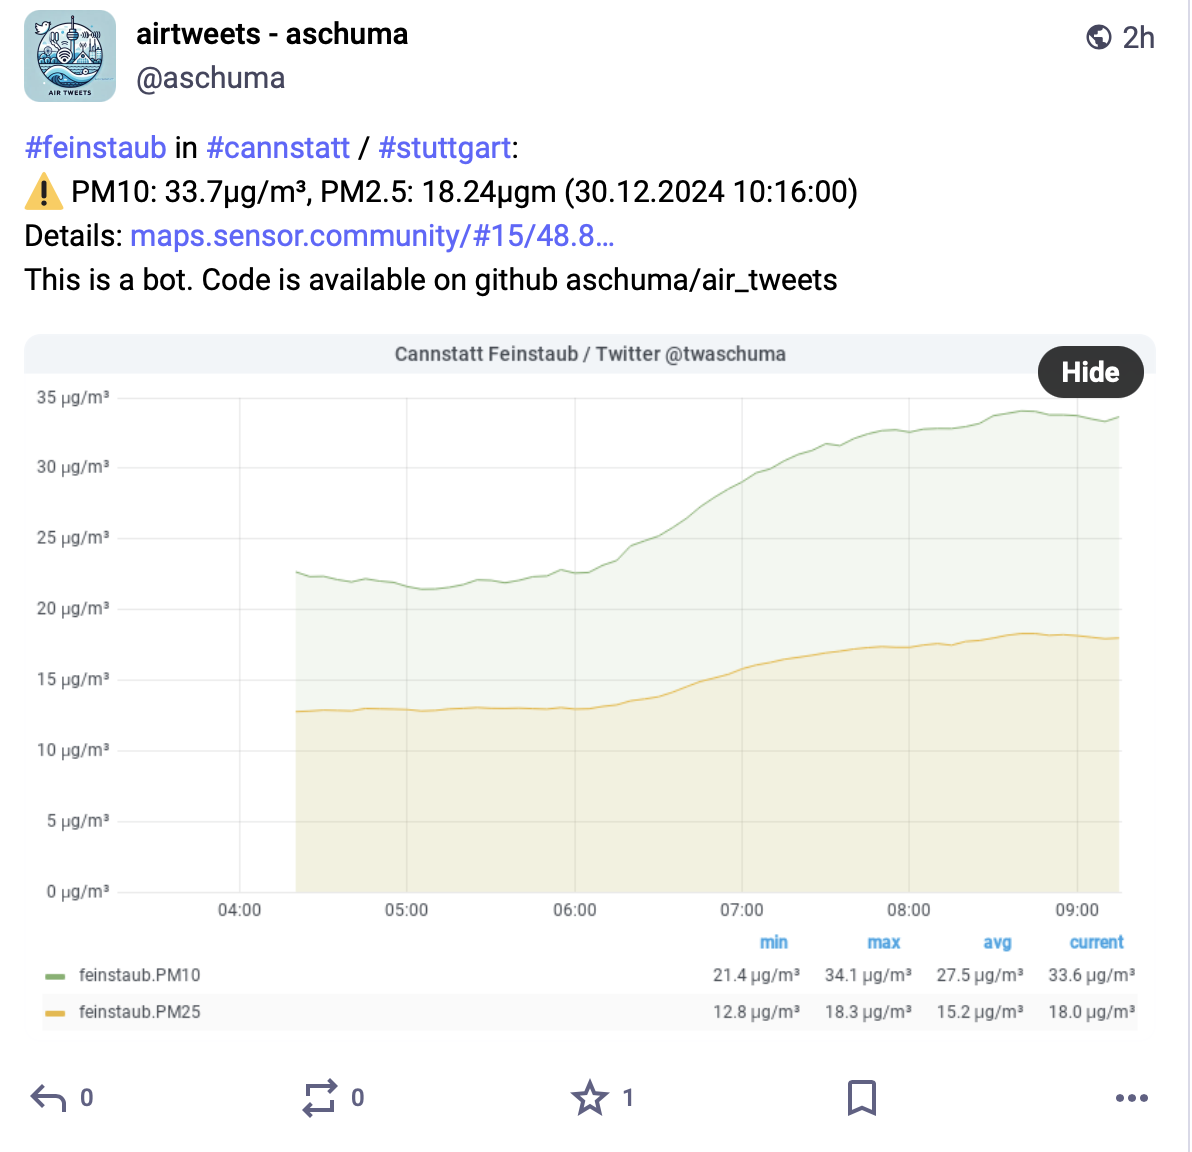 AIR TWEETS
airtweets - aschuma
2h
@aschuma
#feinstaub in #cannstatt / #stuttgart:
⚠️ PM10: 33.7µg/m³, PM2.5: 18.24µgm (30.12.2024 10:16:00)
Details: maps.sensor.community/#15/48.8…
This is a bot. Code is available on github aschuma/air_tweets
Cannstatt Feinstaub / Twitter @twaschuma
Hide
35 µg/m³
30 µg/m³
25 µg/m³
20 µg/m³
15 µg/m³
10 µg/m³
5 µg/m³
0 µg/m³
04:00 05:00 06:00 07:00 08:00 09:00
min max avg current
feinstaub.PM10 21.4 µg/m³ 34.1 µg/m³ 27.5 µg/m³ 33.6 µg/m³
feinstaub.PM25 12.8 µg/m³ 18.3 µg/m³ 15.2 µg/m³ 18.0 µg/m³
0 0 1